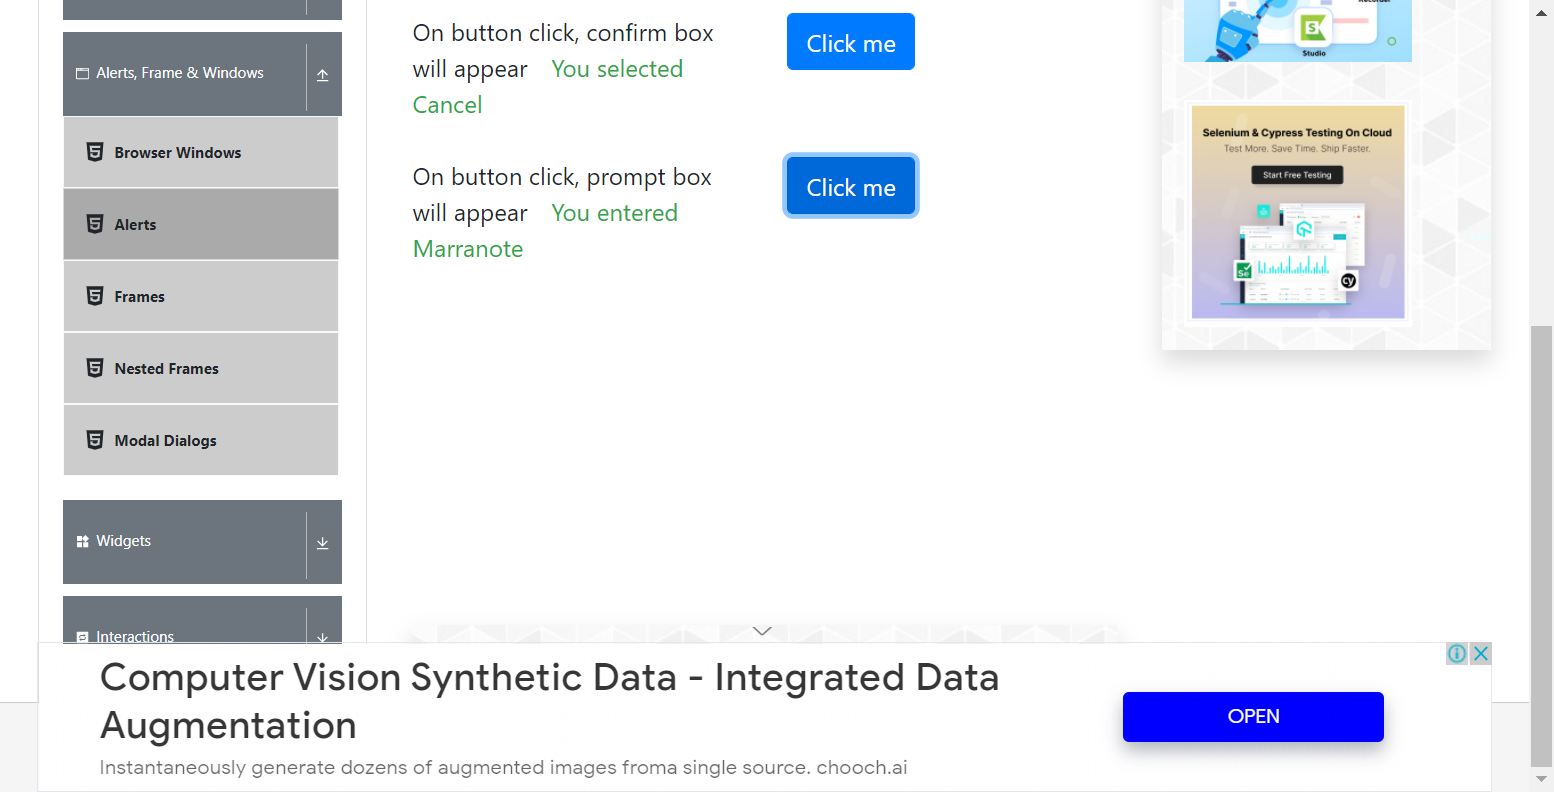 Alerts, Frame & Windows
Browser Windows
Alerts
Frames
Nested Frames
Modal Dialogs
Widgets
Interactions
On button click, confirm box
will appear You selected
Cancel
Click me
On button click, prompt box
will appear You entered
Marranote
Click me
Studio
Selenium & Cypress Testing On Cloud
Test More. Save Time. Ship Faster.
Start Free Testing
Se
cy
Computer Vision Synthetic Data - Integrated Data
Augmentation
Instantaneously generate dozens of augmented images froma single source. chooch.ai
OPEN